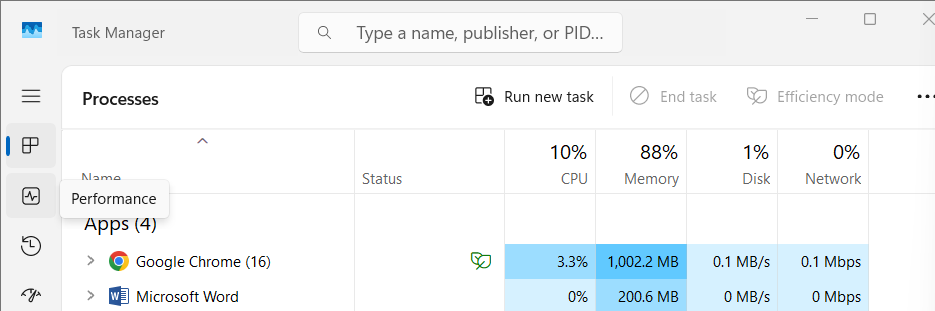 Task Manager
Type a name, publisher, or PID...
Processes
Run new task
End task
Efficiency mode
10% 88% 1% 0%
Name Status CPU Memory Disk Network
Performance
Apps (4)
Google Chrome (16) 3.3% 1,002.2 MB 0.1 MB/s 0.1 Mbps
Microsoft Word 0% 200.6 MB 0 MB/s 0 Mbps